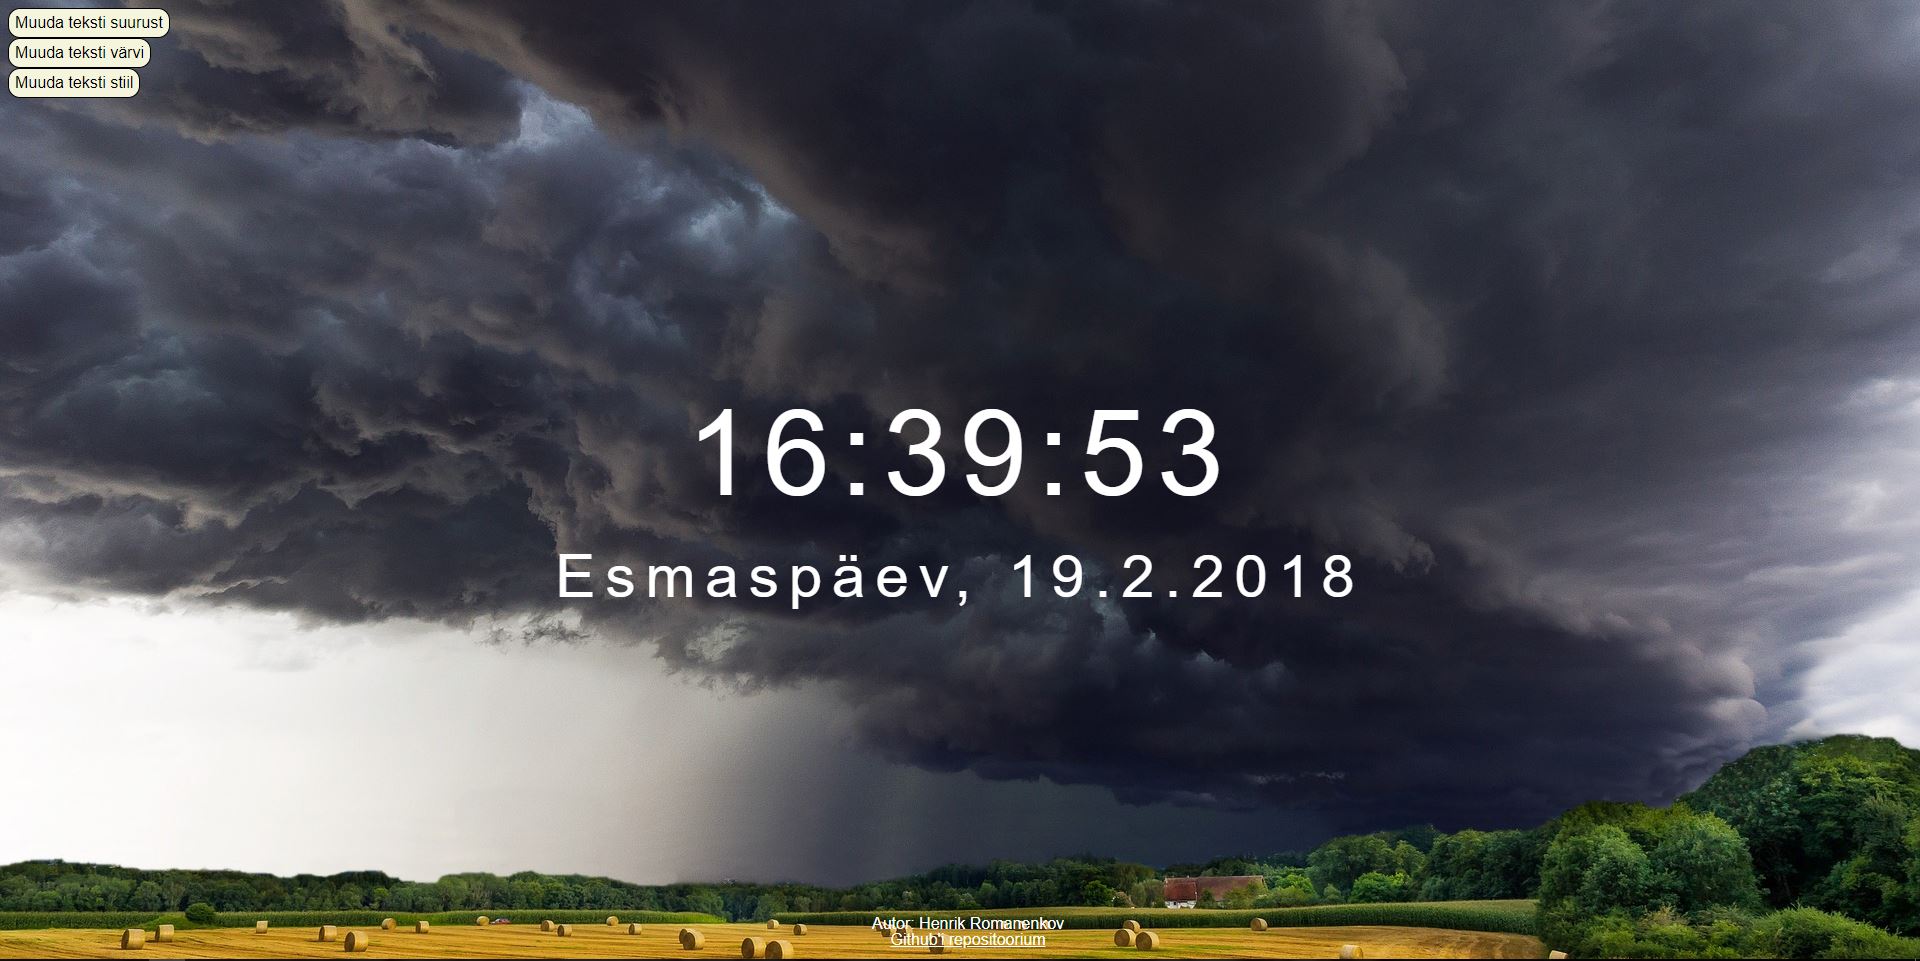 Muuda teksti suurust
Muuda teksti värvi
Muuda teksti stiil
16:39:53
Esmaspäev, 19.2.2018
Autor: Henrik Romanenkov
Github'i repositoorium